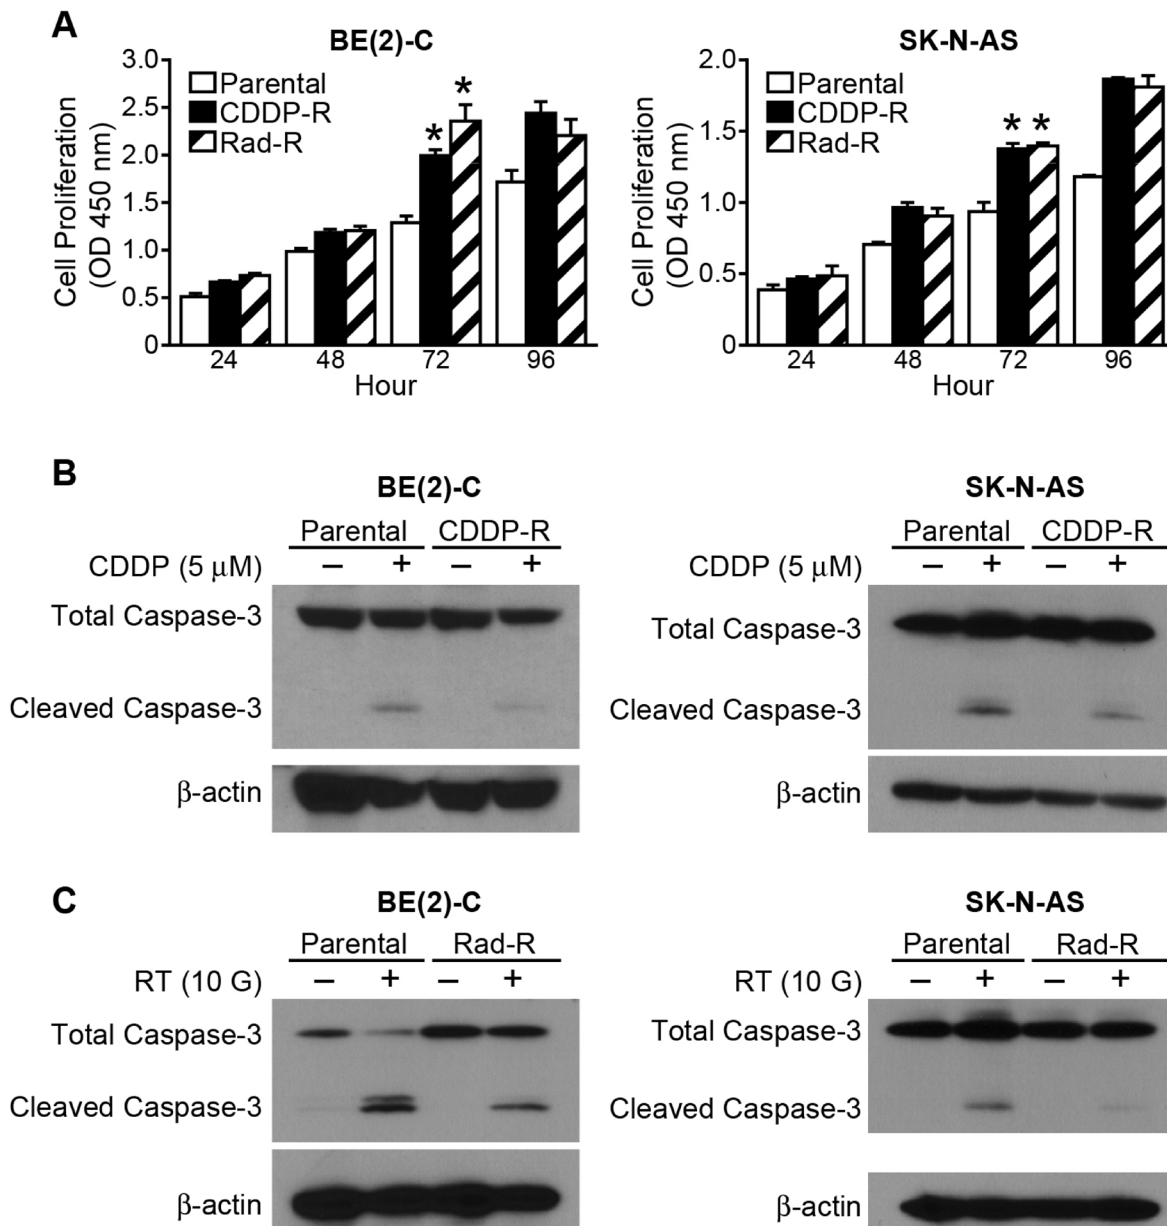 A
BE(2)-C
Cell Proliferation
(OD 450 nm)
3.0
2.5
2.0
1.5
1.0
0.5
0
Parental
CDDP-R
Rad-R
*
*
24 48 72 96
Hour
SK-N-AS
Cell Proliferation
(OD 450 nm)
2.0
1.5
1.0
0.5
0
Parental
CDDP-R
Rad-R
* *
24 48 72 96
Hour
B
BE(2)-C
Parental CDDP-R
CDDP (5 μM) – + – +
Total Caspase-3
Cleaved Caspase-3
β-actin
SK-N-AS
Parental CDDP-R
CDDP (5 μM) – + – +
Total Caspase-3
Cleaved Caspase-3
β-actin
C
BE(2)-C
Parental Rad-R
RT (10 G) – + – +
Total Caspase-3
Cleaved Caspase-3
β-actin
SK-N-AS
Parental Rad-R
RT (10 G) – + – +
Total Caspase-3
Cleaved Caspase-3
β-actin